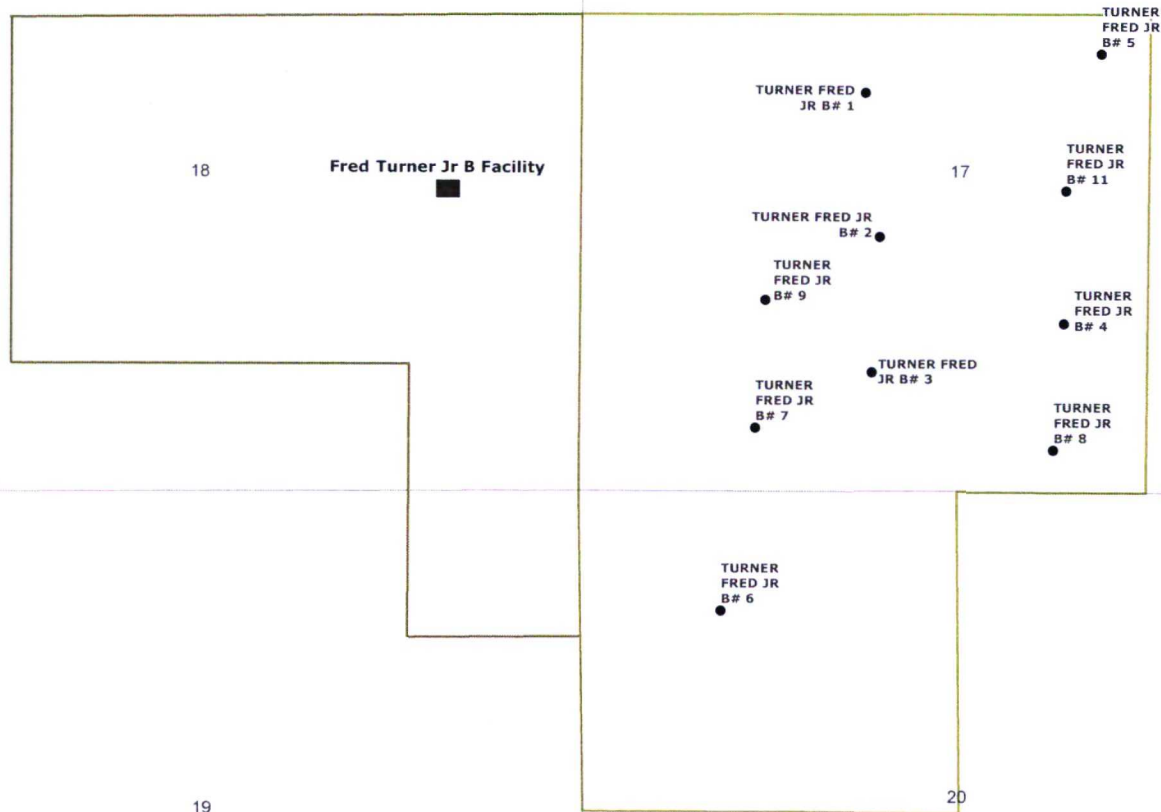 TURNER
FRED JR
B# 5
TURNER FRED
JR B# 1
18
Fred Turner Jr B Facility
17
TURNER
FRED JR
B# 11
TURNER FRED JR
B# 2
TURNER
FRED JR
B# 9
TURNER
FRED JR
B# 4
TURNER FRED
JR B# 3
TURNER
FRED JR
B# 7
TURNER
FRED JR
B# 8
TURNER
FRED JR
B# 6
19
20